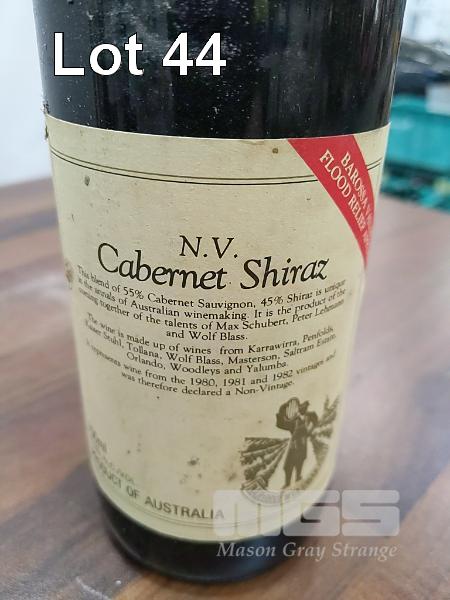 Lot 44
BAROSSA
FLOOD RELIEF
N.V.
Cabernet Shiraz
This blend of 55% Cabernet Sauvignon, 45% Shiraz is unique
in the annals of Australian winemaking. It is the product of the
coming together of the talents of Max Schubert, Peter Lehmann
and Wolf Blass.
The wine is made up of wines from Karrawirra, Penfolds,
Kaiser Stuhl, Tollana, Wolf Blass, Masterson, Saltram Estate,
Orlando, Woodleys and Yalumba.
It represents wine from the 1980, 1981 and 1982 vintages and
was therefore declared a Non-Vintage.
PRODUCT OF AUSTRALIA
MGS
Mason Gray Strange